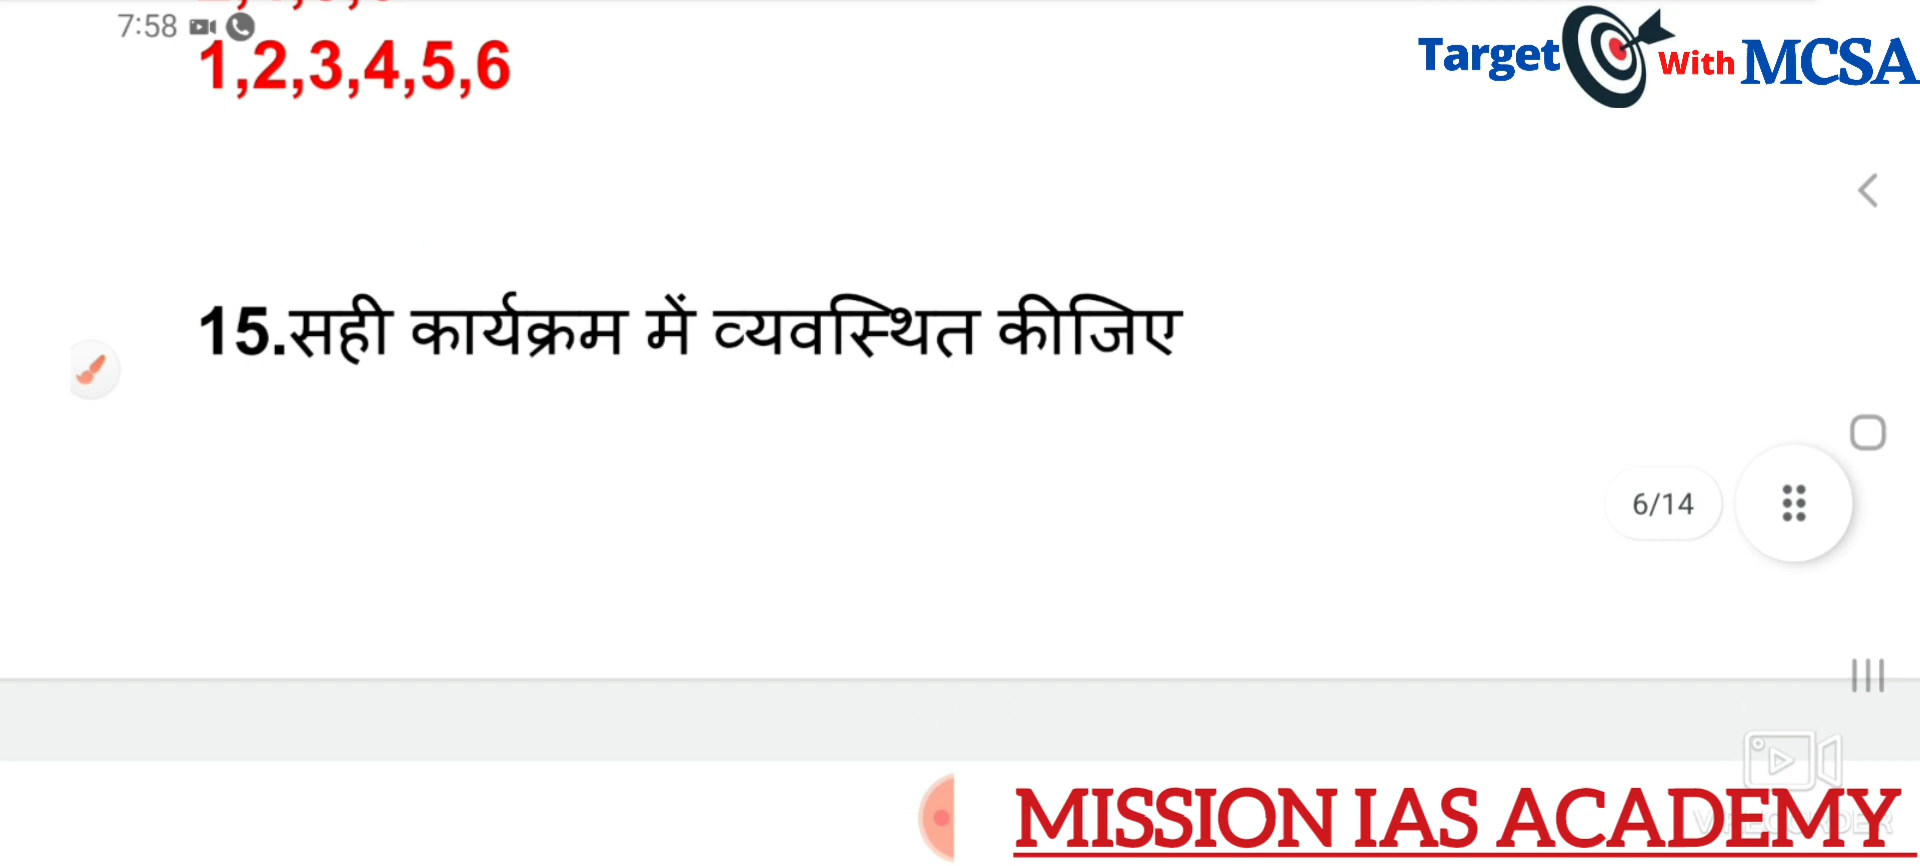 7:58
1,2,3,4,5,6
Target With MCSA
15.सही कार्यक्रम में व्यवस्थित कीजिए
6/14
MISSION IAS ACADEMY